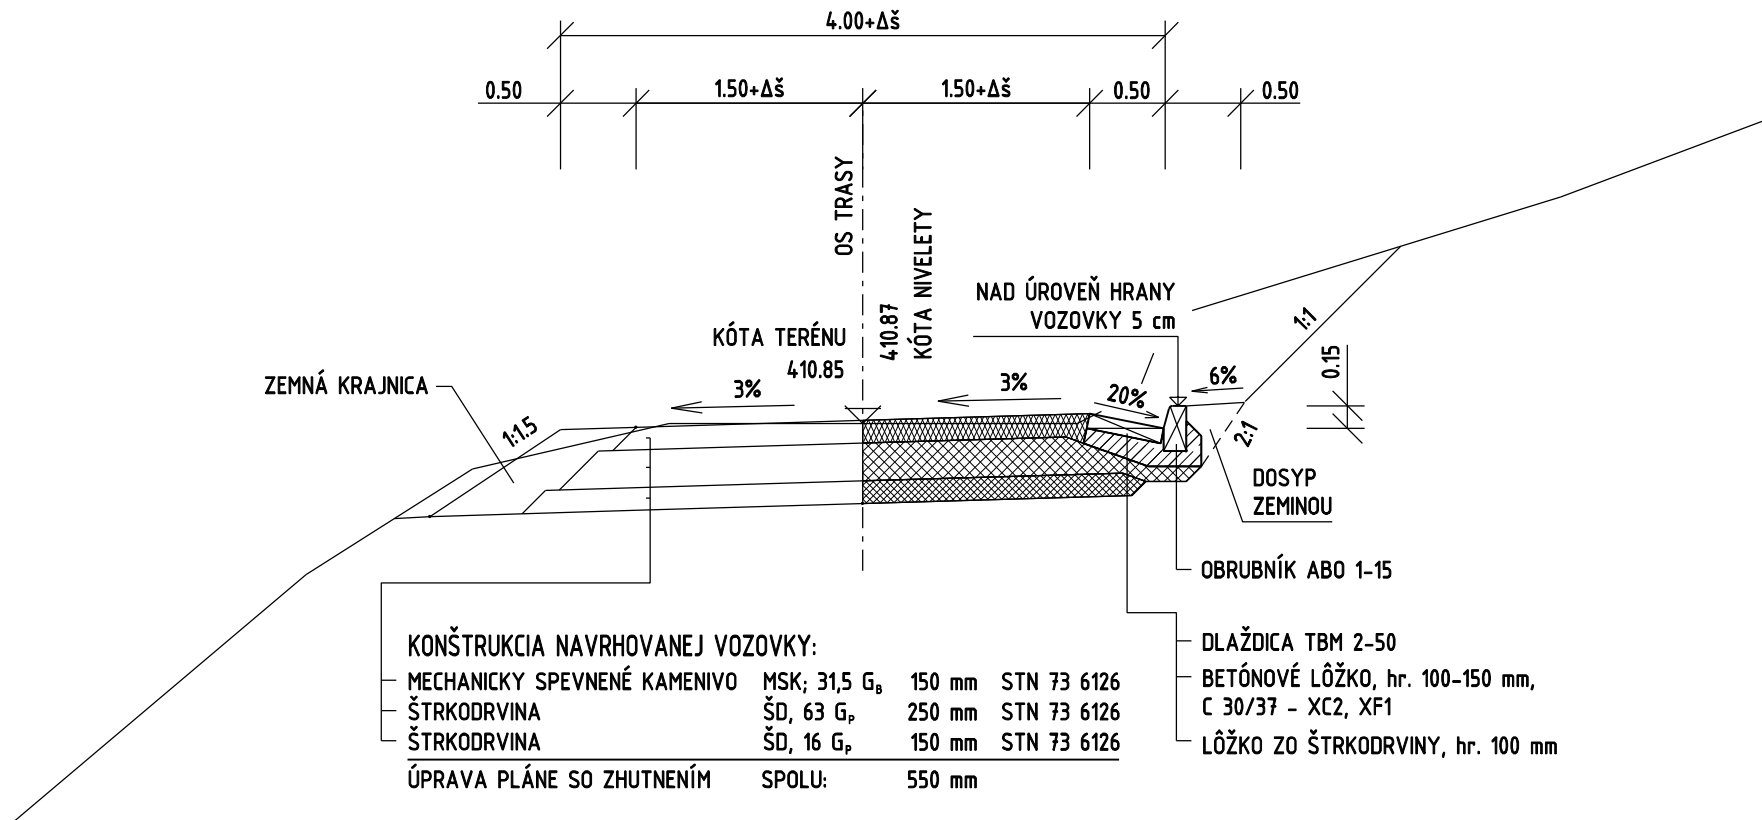 4.00+Δš
0.50 1.50+Δš 1.50+Δš 0.50 0.50
OS TRASY
KÓTA NIVELETY
410.87
NAD ÚROVEŇ HRANY
VOZOVKY 5 cm
KÓTA TERÉNU
410.85
1:1
0.15
ZEMNÁ KRAJNICA
3%
3%
20%
6%
1:1.5
2:1
DOSYP
ZEMINOU
OBRUBNÍK ABO 1-15
DLAŽDICA TBM 2-50
BETÓNOVÉ LÔŽKO, hr. 100-150 mm,
C 30/37 - XC2, XF1
LÔŽKO ZO ŠTRKODRVINY, hr. 100 mm
KONŠTRUKCIA NAVRHOVANEJ VOZOVKY:
MECHANICKY SPEVNENÉ KAMENIVO MSK; 31,5 G_B 150 mm STN 73 6126
ŠTRKODRVINA ŠD, 63 G_P 250 mm STN 73 6126
ŠTRKODRVINA ŠD, 16 G_P 150 mm STN 73 6126
ÚPRAVA PLÁNE SO ZHUTNENÍM SPOLU: 550 mm